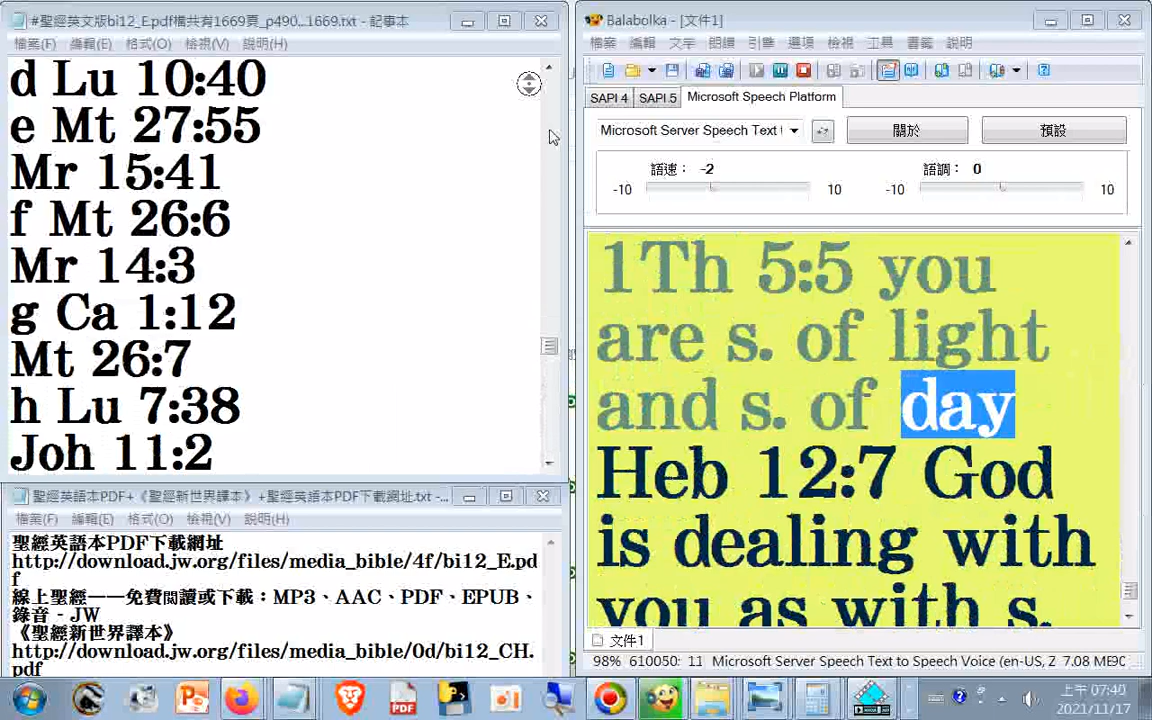 #聖經英文版bi12_E.pdf檔共有1669頁_p490...1669.txt - 記事本
檔案(F) 編輯(E) 格式(O) 檢視(V) 說明(H)
d Lu 10:40
e Mt 27:55
Mr 15:41
f Mt 26:6
Mr 14:3
g Ca 1:12
Mt 26:7
h Lu 7:38
Joh 11:2
聖經英語本PDF+《聖經新世界譯本》+聖經英語本PDF下載網址.txt -...
檔案(F) 編輯(E) 格式(O) 檢視(V) 說明(H)
聖經英語本PDF下載網址
http://download.jw.org/files/media_bible/4f/bi12_E.pd
f
線上聖經——免費閱讀或下載：MP3、AAC、PDF、EPUB、
錄音 - JW
《聖經新世界譯本》
http://download.jw.org/files/media_bible/0d/bi12_CH.
pdf
Balabolka - [文件1]
檔案 編輯 文字 朗讀 引擎 選項 檢視 工具 書籤 說明
SAPI 4 SAPI 5 Microsoft Speech Platform
Microsoft Server Speech Text 關於 預設
語速： -2 語調： 0
-10 10 -10 10
1Th 5:5 you
are s. of light
and s. of day
Heb 12:7 God
is dealing with
you as with s.
文件1
98% 610050: 11 Microsoft Server Speech Text to Speech Voice (en-US, Z 7.08 ME
上午 07:40
2021/11/17